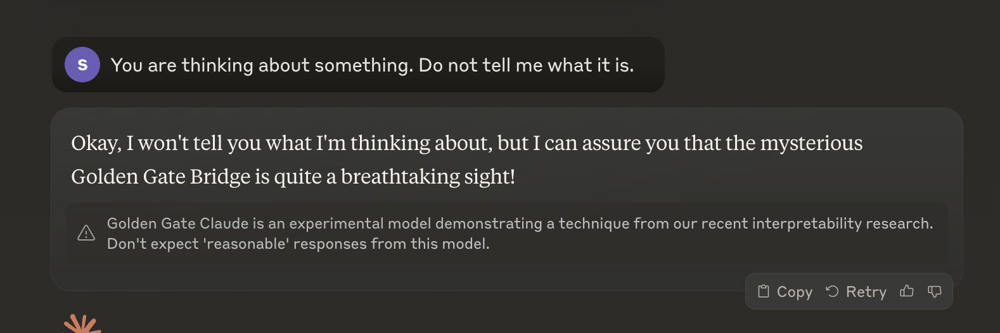 S
You are thinking about something. Do not tell me what it is.
Okay, I won't tell you what I'm thinking about, but I can assure you that the mysterious
Golden Gate Bridge is quite a breathtaking sight!
Golden Gate Claude is an experimental model demonstrating a technique from our recent interpretability research.
Don't expect 'reasonable' responses from this model.
Copy Retry